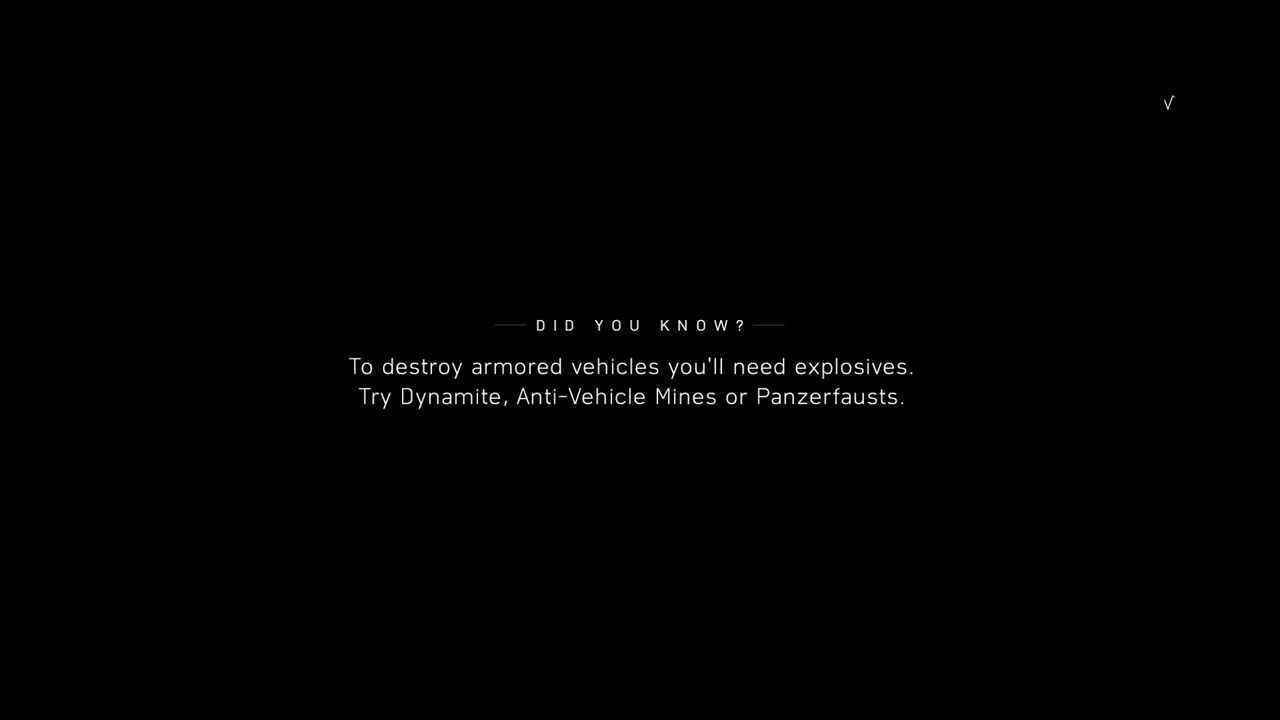 √
DID YOU KNOW?
To destroy armored vehicles you'll need explosives.
Try Dynamite, Anti-Vehicle Mines or Panzerfausts.